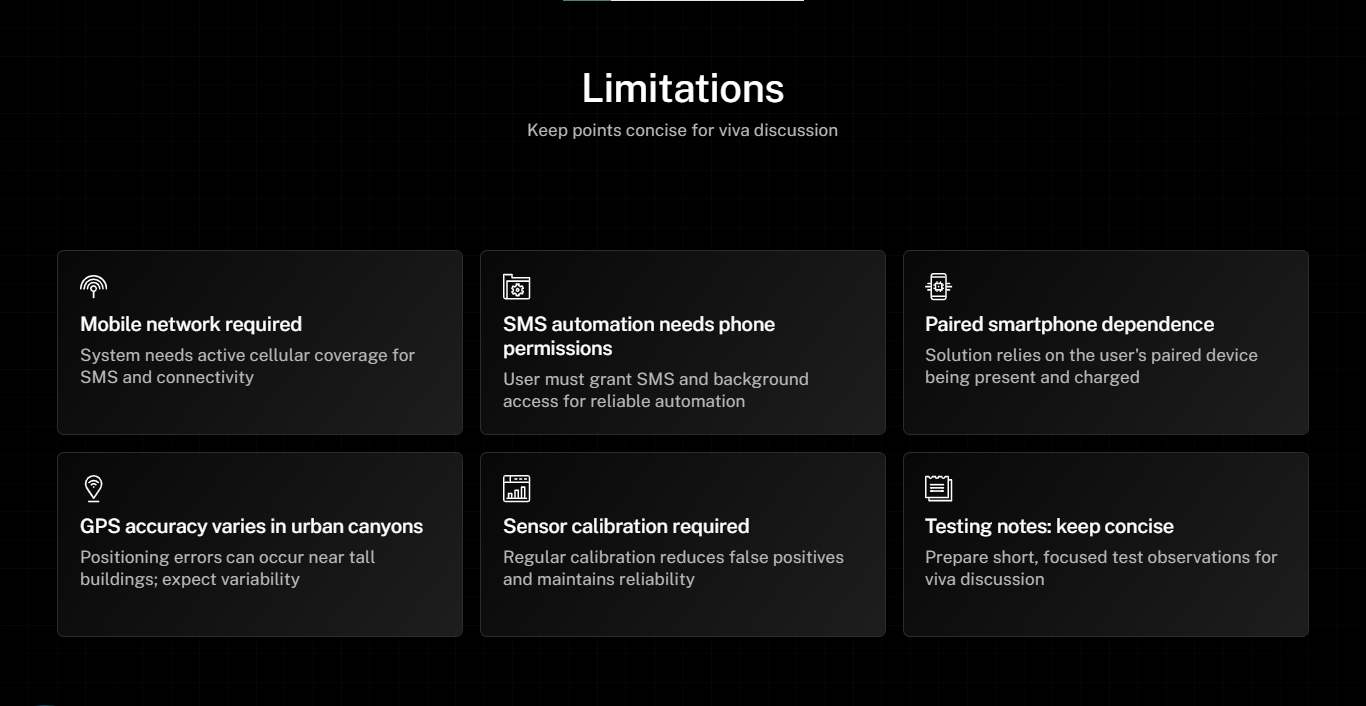 Limitations
Keep points concise for viva discussion
Mobile network required
System needs active cellular coverage for
SMS and connectivity
SMS automation needs phone
permissions
User must grant SMS and background
access for reliable automation
Paired smartphone dependence
Solution relies on the user's paired device
being present and charged
GPS accuracy varies in urban canyons
Positioning errors can occur near tall
buildings; expect variability
Sensor calibration required
Regular calibration reduces false positives
and maintains reliability
Testing notes: keep concise
Prepare short, focused test observations for
viva discussion